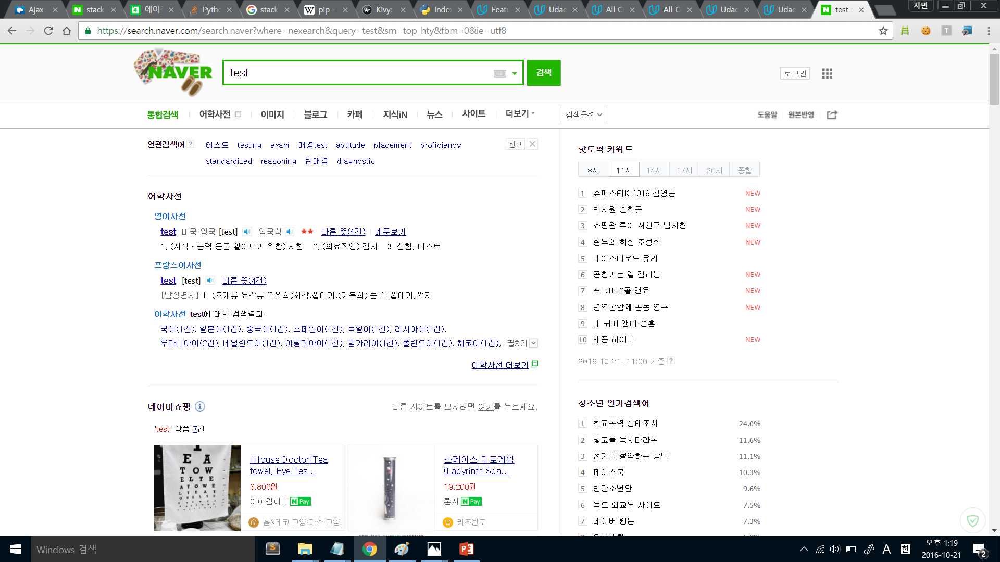 Ajax
stack
에이
Pytho
stack
pip -
Kivy:
Index
Featu
Udac
All C
All C
Udac
Udac
test :
자민
https://search.naver.com/search.naver?where=nexearch&query=test&sm=top_hty&fbm=0&ie=utf8
NAVER
test
검색
로그인
통합검색 어학사전 이미지 블로그 카페 지식iN 뉴스 사이트 더보기 검색옵션
도움말 원본반영
연관검색어 ? 테스트 testing exam 매경test aptitude placement proficiency
신고
standardized reasoning 틴매경 diagnostic
어학사전
영어사전
test 미국·영국 [test] 영국식 ★★ 다른 뜻(4건) 예문보기
1. (지식·능력 등을 알아보기 위한) 시험 2. (의료적인) 검사 3. 실험, 테스트
프랑스어사전
test [tɛst] 다른 뜻(4건)
[남성명사] 1. (조개류·유각류 따위의)외각,껍데기,(거북의) 등 2. 껍데기,깍지
어학사전 test에 대한 검색결과
국어(1건), 일본어(1건), 중국어(1건), 스페인어(1건), 독일어(1건), 러시아어(1건),
루마니아어(2건), 네덜란드어(1건), 이탈리아어(1건), 헝가리어(1건), 폴란드어(1건), 체코어(1건), 펼치기
어학사전 더보기
네이버쇼핑
다른 사이트를 보시려면 여기를 누르세요.
'test' 상품 7건
[House Doctor]Tea
towel, Eye Tes...
8,800원
아이컴퍼니 N Pay
홈&데코 고양·파주 고양
스페이스 미로게임
(Labyrinth Spa...
19,200원
론지 N Pay
키즈윈도
핫토픽 키워드
8시 11시 14시 17시 20시 종합
1 슈퍼스타K 2016 김영근 NEW
2 박지원 손학규 NEW
3 쇼핑왕 루이 서인국 남지현 NEW
4 질투의 화신 조정석 NEW
5 테이스티로드 유라
6 공항가는 길 김하늘 NEW
7 포그바 2골 맨유 NEW
8 면역항암제 공동 연구 NEW
9 내 귀에 캔디 성훈
10 태풍 하이마 NEW
2016.10.21. 11:00 기준 ?
청소년 인기검색어
1 학교폭력 실태조사 24.0%
2 빛고을 독서마라톤 11.6%
3 전기를 절약하는 방법 11.1%
4 페이스북 10.3%
5 방탄소년단 9.6%
6 독도 외교부 사이트 7.5%
7 네이버 웹툰 7.3%
Windows 검색
A 한
오후 1:19
2016-10-21
2